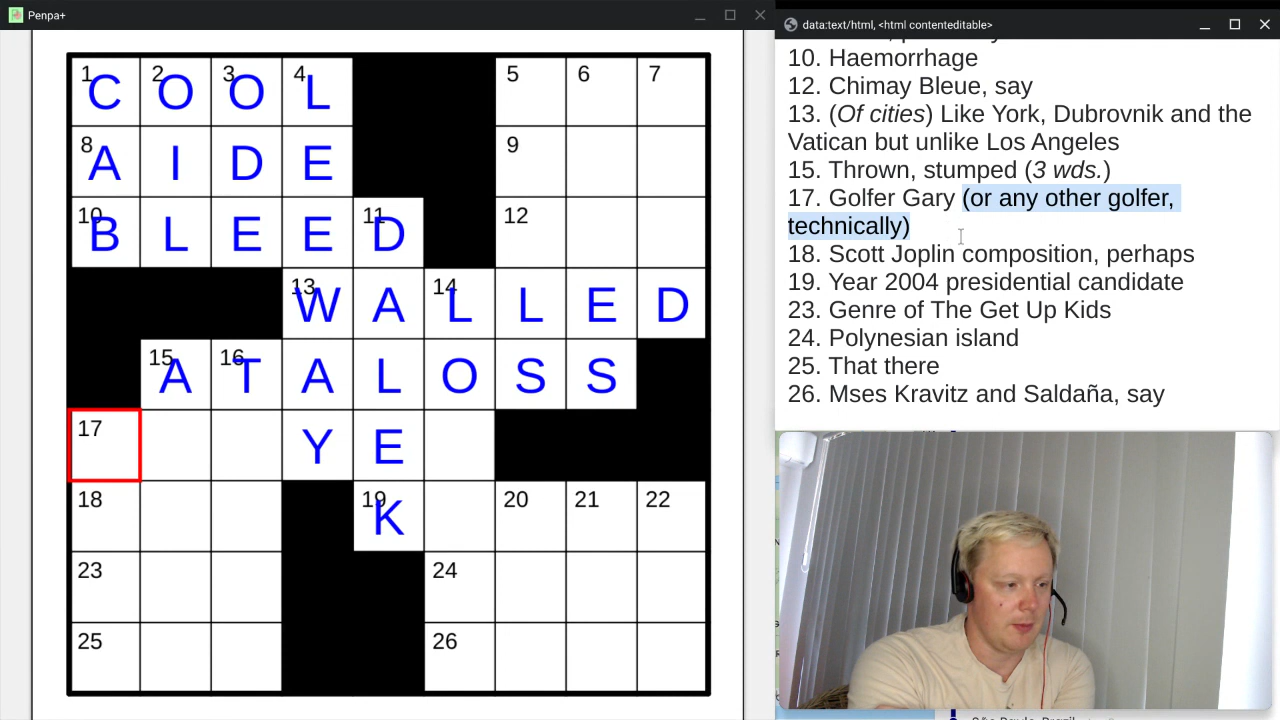 Penpa+
data:text/html, <html contenteditable>
1 C 2 O 3 O 4 L 5 6 7
8 A I D E 9
10 B L E E 11 D 12
13 W A 14 L L E D
15 A 16 T A L O S S
17 Y E
18 19 K 20 21 22
23 24
25 26
10. Haemorrhage
12. Chimay Bleue, say
13. (Of cities) Like York, Dubrovnik and the
Vatican but unlike Los Angeles
15. Thrown, stumped (3 wds.)
17. Golfer Gary (or any other golfer,
technically)
18. Scott Joplin composition, perhaps
19. Year 2004 presidential candidate
23. Genre of The Get Up Kids
24. Polynesian island
25. That there
26. Mses Kravitz and Saldaña, say